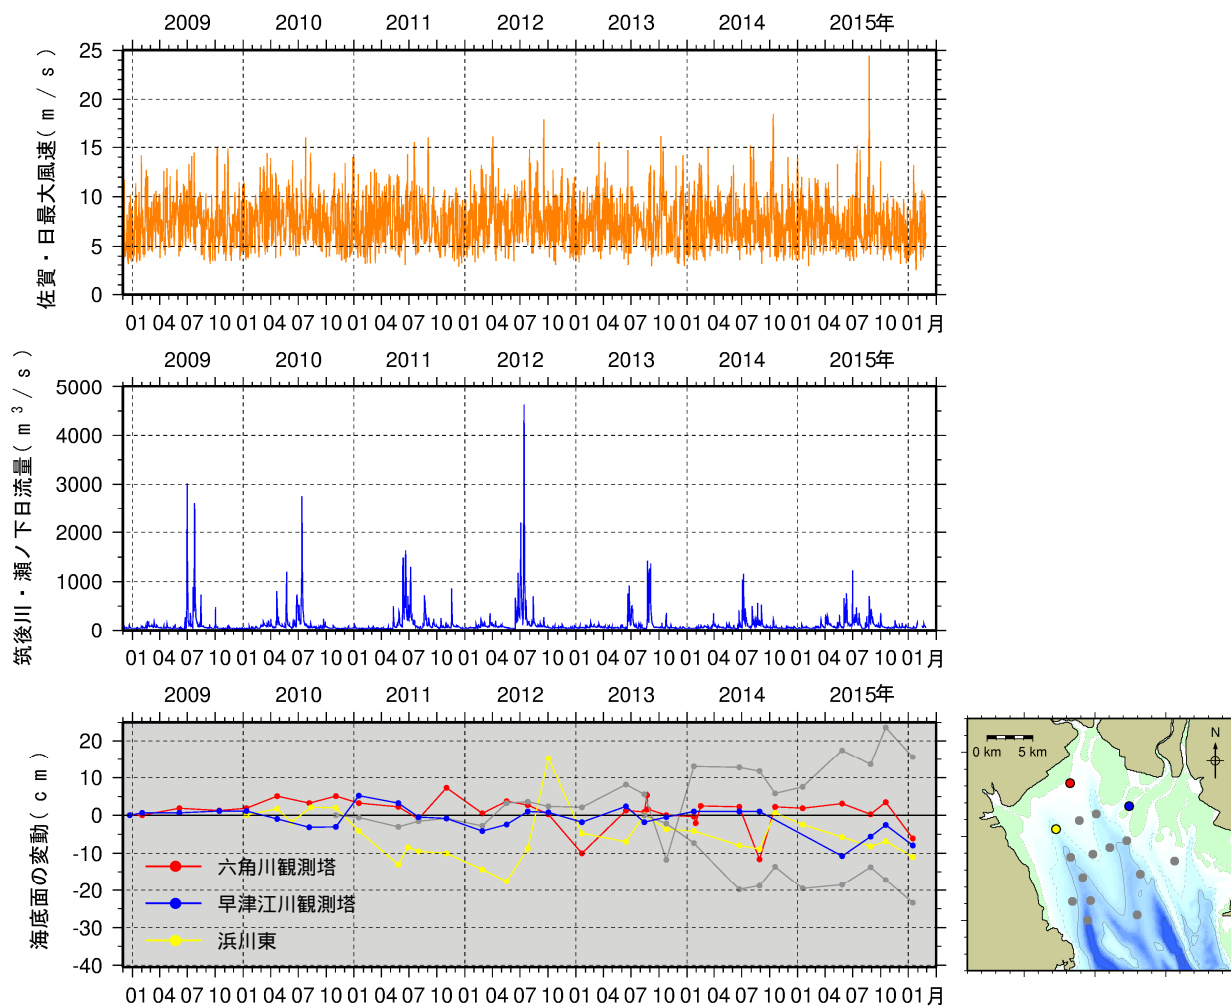 2009 2010 2011 2012 2013 2014 2015年
佐賀・日最大風速(m/s)
25
20
15
10
5
0
01 04 07 10 01 04 07 10 01 04 07 10 01 04 07 10 01 04 07 10 01 04 07 10 01 04 07 10 01 月
2009 2010 2011 2012 2013 2014 2015年
筑後川・瀬ノ下日流量(m³/s)
5000
4000
3000
2000
1000
0
01 04 07 10 01 04 07 10 01 04 07 10 01 04 07 10 01 04 07 10 01 04 07 10 01 04 07 10 01 月
2009 2010 2011 2012 2013 2014 2015年
海底面の変動(cm)
20
10
0
-10
-20
-30
-40
六角川観測塔
早津江川観測塔
浜川東
01 04 07 10 01 04 07 10 01 04 07 10 01 04 07 10 01 04 07 10 01 04 07 10 01 04 07 10 01 月
0 km 5 km
N